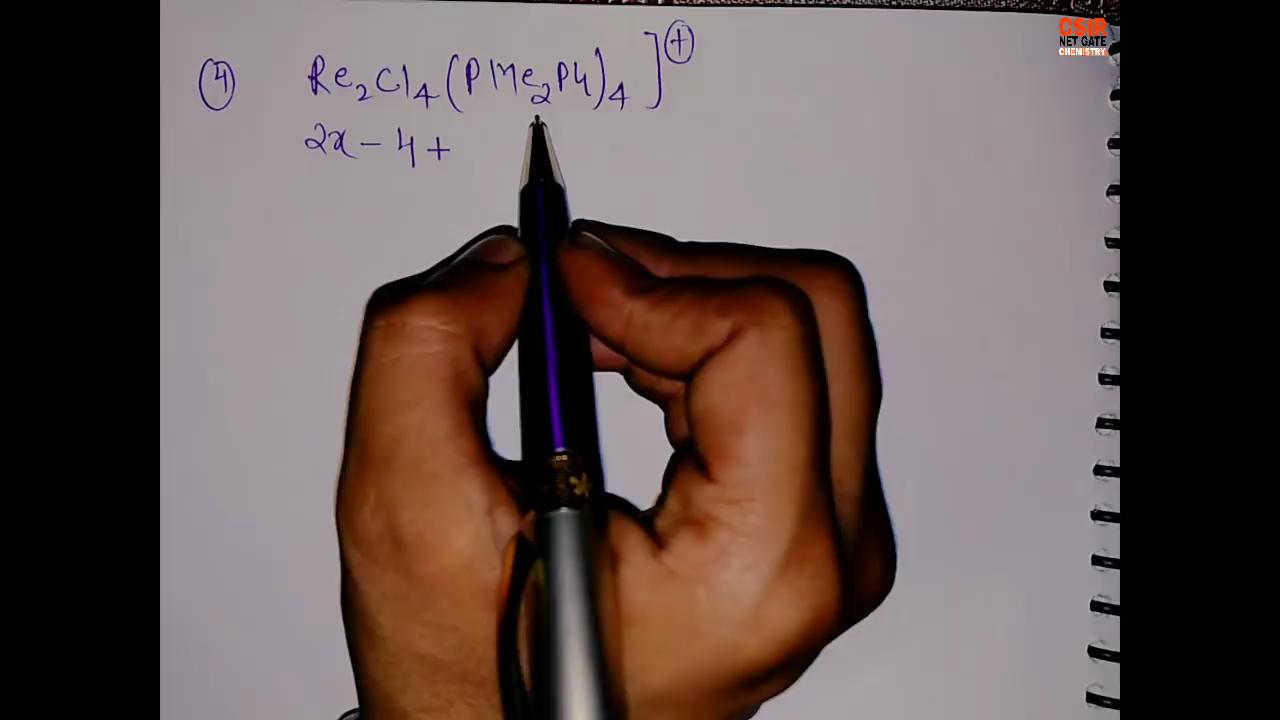 ④ Re₂Cl₄(PMe₂Ph)₄]⁺
2x - 4 +
CSIR
NET GATE
CHEMISTRY